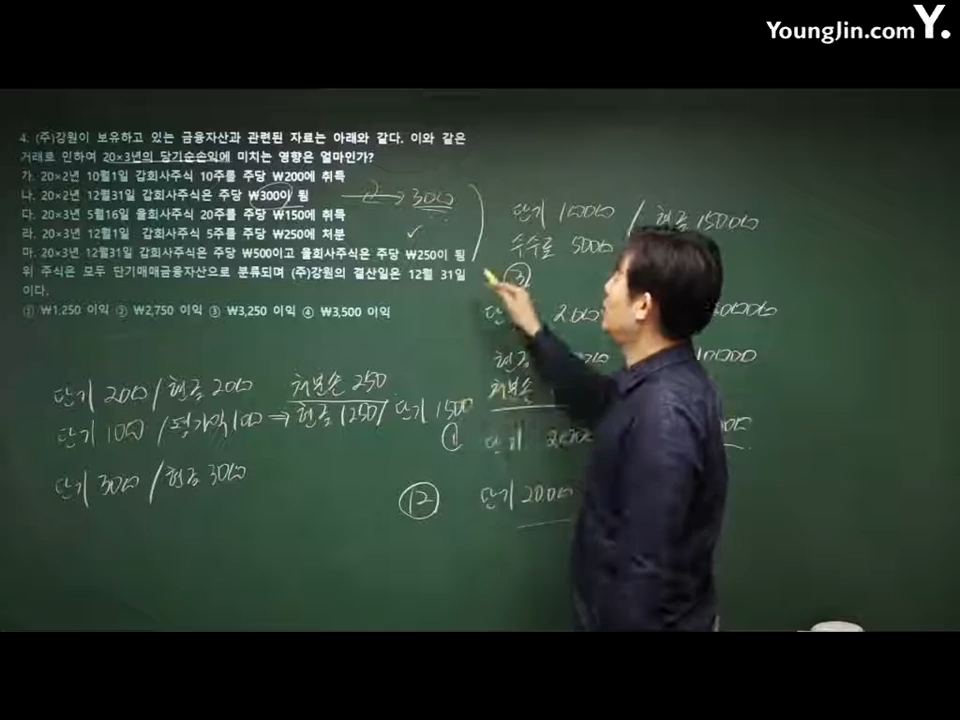 YoungJin.com Y.
4. (주)강원이 보유하고 있는 금융자산과 관련된 자료는 아래와 같다. 이와 같은
거래로 인하여 20×3년의 당기순손익에 미치는 영향은 얼마인가?
가. 20×2년 10월1일 갑회사주식 10주를 주당 ₩200에 취득
나. 20×2년 12월31일 갑회사주식은 주당 ₩300이 됨
다. 20×3년 5월16일 을회사주식 20주를 주당 ₩150에 취득
라. 20×3년 12월1일 갑회사주식 5주를 주당 ₩250에 처분
마. 20×3년 12월31일 갑회사주식은 주당 ₩500이고 을회사주식은 주당 ₩250이 됨
위 주식은 모두 단기매매금융자산으로 분류되며 (주)강원의 결산일은 12월 31일
이다.
① ₩1,250 이익 ② ₩2,750 이익 ③ ₩3,250 이익 ④ ₩3,500 이익
3000
단기 2000 / 현금 2000
단기 1000 / 평가익 1000 ⇒
처분손 250
현금 1250 / 단기 1500
단기 3000 / 현금 3000
수수료 5000
③
처분손
①
단기
⑫
단기